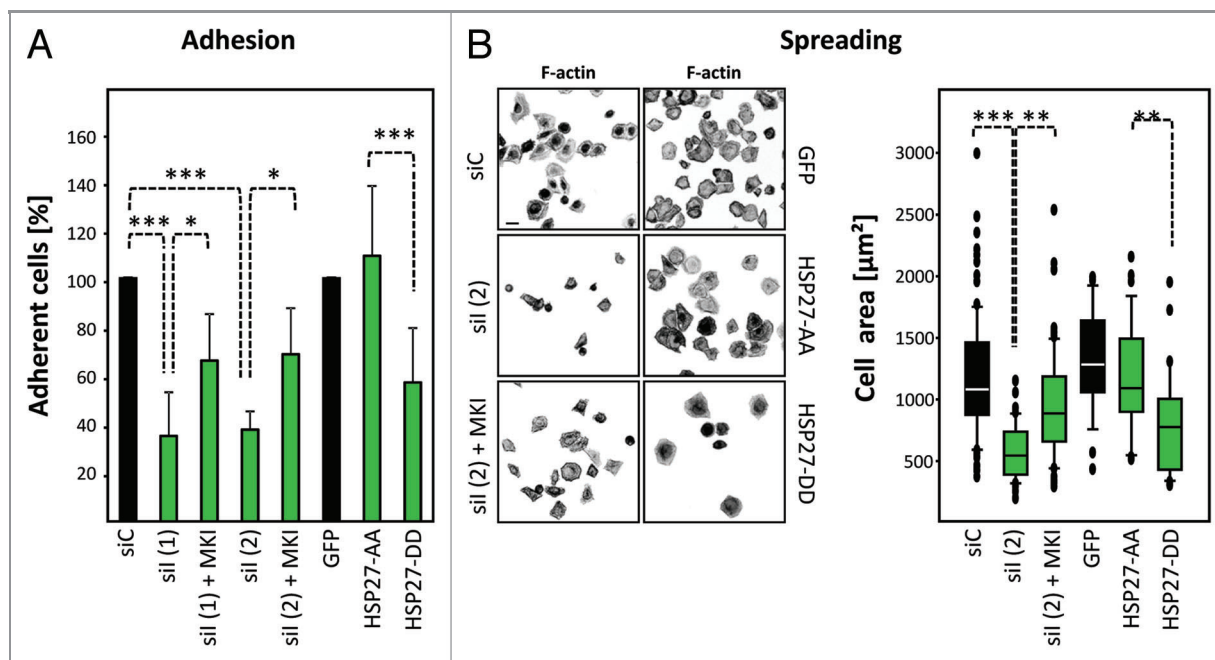 A
Adhesion
Adherent cells [%]
160
140
120
100
80
60
40
20
***
***
*
***
*
siC
siI (1)
siI (1) + MKI
siI (2)
siI (2) + MKI
GFP
HSP27-AA
HSP27-DD
B
Spreading
F-actin
F-actin
siC
GFP
siI (2)
HSP27-AA
siI (2) + MKI
HSP27-DD
Cell area [µm²]
3000
2500
2000
1500
1000
500
***
**
**
siC
siI (2)
siI (2) + MKI
GFP
HSP27-AA
HSP27-DD